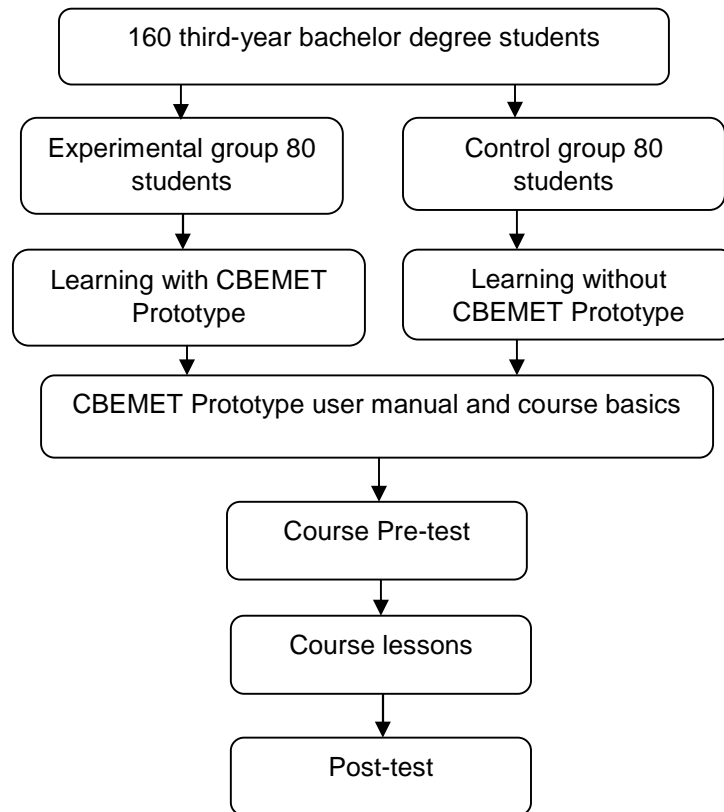 160 third-year bachelor degree students
Experimental group 80
students
Control group 80
students
Learning with CBEMET
Prototype
Learning without
CBEMET Prototype
CBEMET Prototype user manual and course basics
Course Pre-test
Course lessons
Post-test